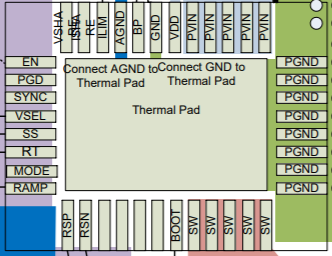 VSHA
ISHA
RE
ILIM
AGND
BP
GND
VDD
PVIN
PVIN
PVIN
PVIN
PVIN
EN
PGD
SYNC
VSEL
SS
RT
MODE
RAMP
Connect AGND to
Thermal Pad
Connect GND to
Thermal Pad
Thermal Pad
PGND
PGND
PGND
PGND
PGND
PGND
PGND
PGND
RSP
RSN
BOOT
SW
SW
SW
SW
SW